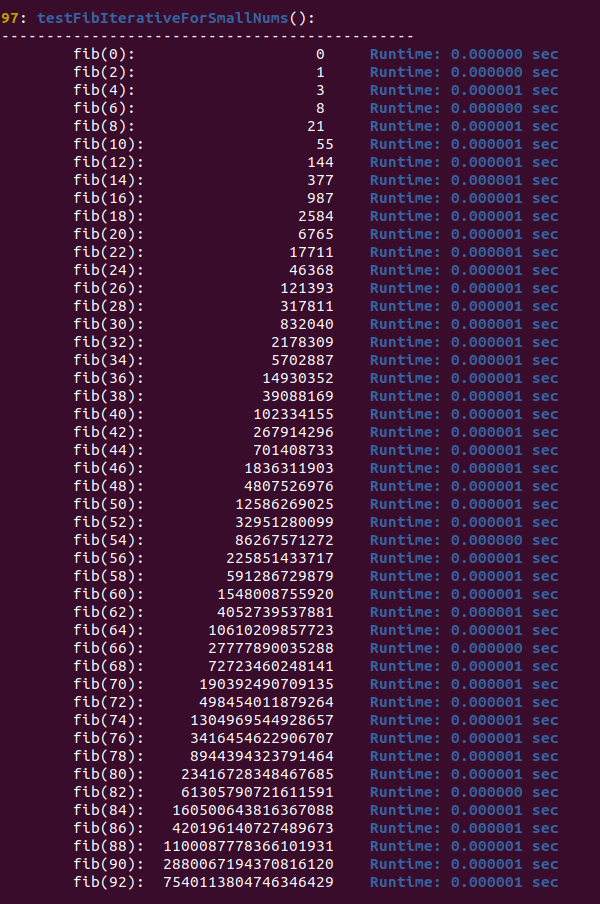 97: testFibIterativeForSmallNums():
----------------------------------------------
fib(0): 0 Runtime: 0.000000 sec
fib(2): 1 Runtime: 0.000000 sec
fib(4): 3 Runtime: 0.000001 sec
fib(6): 8 Runtime: 0.000000 sec
fib(8): 21 Runtime: 0.000001 sec
fib(10): 55 Runtime: 0.000001 sec
fib(12): 144 Runtime: 0.000001 sec
fib(14): 377 Runtime: 0.000001 sec
fib(16): 987 Runtime: 0.000001 sec
fib(18): 2584 Runtime: 0.000001 sec
fib(20): 6765 Runtime: 0.000001 sec
fib(22): 17711 Runtime: 0.000001 sec
fib(24): 46368 Runtime: 0.000001 sec
fib(26): 121393 Runtime: 0.000001 sec
fib(28): 317811 Runtime: 0.000001 sec
fib(30): 832040 Runtime: 0.000001 sec
fib(32): 2178309 Runtime: 0.000001 sec
fib(34): 5702887 Runtime: 0.000001 sec
fib(36): 14930352 Runtime: 0.000001 sec
fib(38): 39088169 Runtime: 0.000001 sec
fib(40): 102334155 Runtime: 0.000001 sec
fib(42): 267914296 Runtime: 0.000001 sec
fib(44): 701408733 Runtime: 0.000001 sec
fib(46): 1836311903 Runtime: 0.000001 sec
fib(48): 4807526976 Runtime: 0.000001 sec
fib(50): 12586269025 Runtime: 0.000001 sec
fib(52): 32951280099 Runtime: 0.000001 sec
fib(54): 86267571272 Runtime: 0.000000 sec
fib(56): 225851433717 Runtime: 0.000001 sec
fib(58): 591286729879 Runtime: 0.000001 sec
fib(60): 1548008755920 Runtime: 0.000001 sec
fib(62): 4052739537881 Runtime: 0.000001 sec
fib(64): 10610209857723 Runtime: 0.000001 sec
fib(66): 27777890035288 Runtime: 0.000000 sec
fib(68): 72723460248141 Runtime: 0.000001 sec
fib(70): 190392490709135 Runtime: 0.000001 sec
fib(72): 498454011879264 Runtime: 0.000001 sec
fib(74): 1304969544928657 Runtime: 0.000001 sec
fib(76): 3416454622906707 Runtime: 0.000001 sec
fib(78): 8944394323791464 Runtime: 0.000001 sec
fib(80): 23416728348467685 Runtime: 0.000001 sec
fib(82): 61305790721611591 Runtime: 0.000000 sec
fib(84): 160500643816367088 Runtime: 0.000001 sec
fib(86): 420196140727489673 Runtime: 0.000001 sec
fib(88): 1100087778366101931 Runtime: 0.000001 sec
fib(90): 2880067194370816120 Runtime: 0.000001 sec
fib(92): 7540113804746346429 Runtime: 0.000001 sec